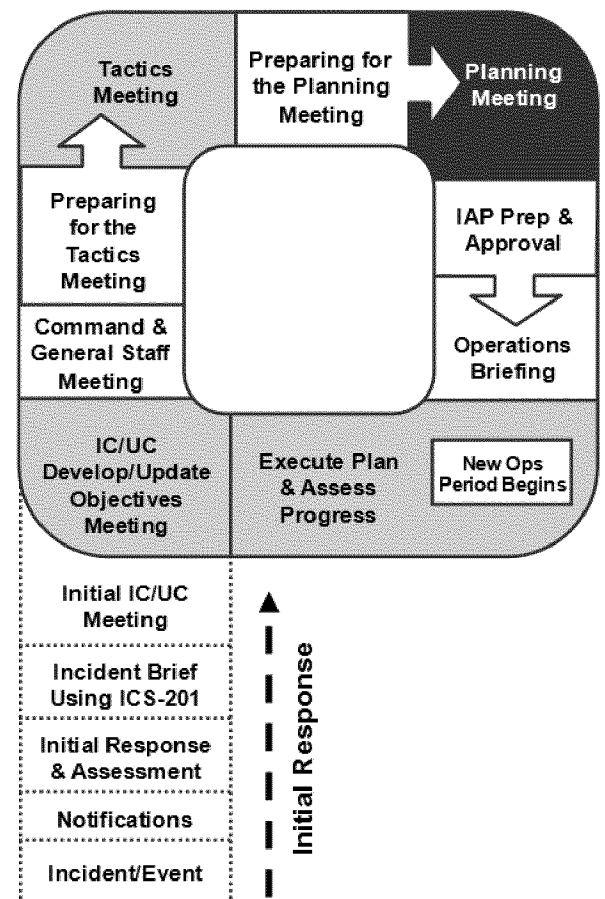 Tactics
Meeting
Preparing for
the Planning
Meeting
Planning
Meeting
Preparing
for the
Tactics
Meeting
IAP Prep &
Approval
Command &
General Staff
Meeting
Operations
Briefing
IC/UC
Develop/Update
Objectives
Meeting
Execute Plan
& Assess
Progress
New Ops
Period Begins
Initial IC/UC
Meeting
Incident Brief
Using ICS-201
Initial Response
& Assessment
Notifications
Incident/Event
Initial Response